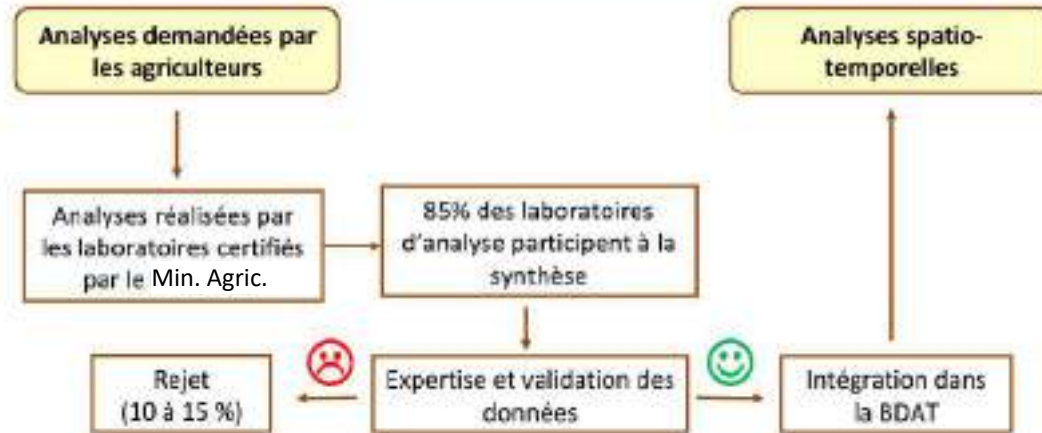 Analyses demandées par
les agriculteurs
Analyses spatio-
temporelles
Analyses réalisées par
les laboratoires certifiés
par le Min. Agric.
85% des laboratoires
d'analyse participent à la
synthèse
Rejet
(10 à 15 %)
Expertise et validation des
données
Intégration dans
la BDAT